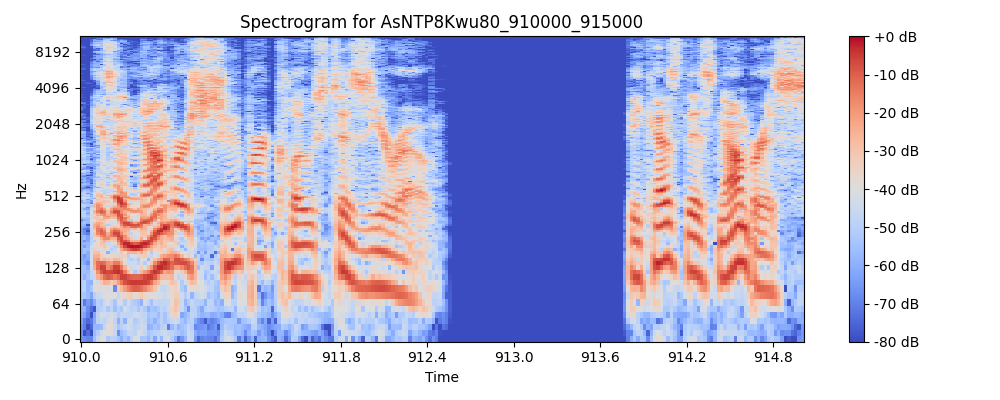 Spectrogram for AsNTP8Kwu80_910000_915000
Hz
8192
4096
2048
1024
512
256
128
64
0
910.0 910.6 911.2 911.8 912.4 913.0 913.6 914.2 914.8
Time
+0 dB
-10 dB
-20 dB
-30 dB
-40 dB
-50 dB
-60 dB
-70 dB
-80 dB